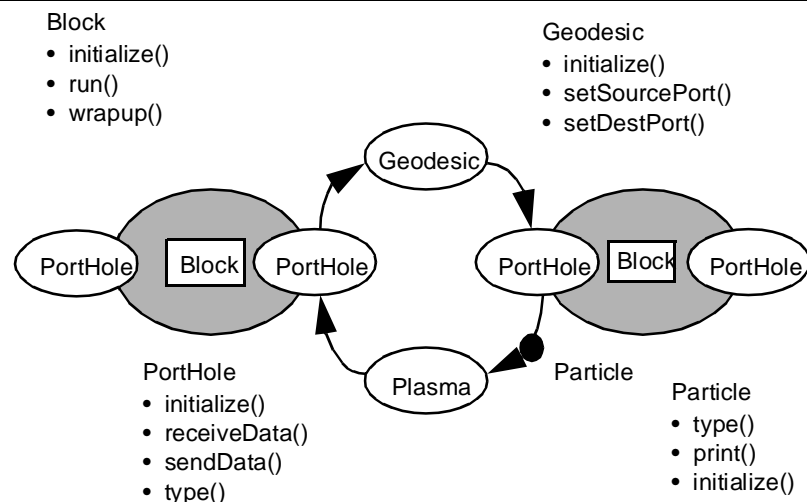 Block
• initialize()
• run()
• wrapup()
Geodesic
• initialize()
• setSourcePort()
• setDestPort()
Geodesic
PortHole
Block
PortHole
PortHole
Block
PortHole
Plasma
Particle
PortHole
• initialize()
• receiveData()
• sendData()
• type()
Particle
• type()
• print()
• initialize()